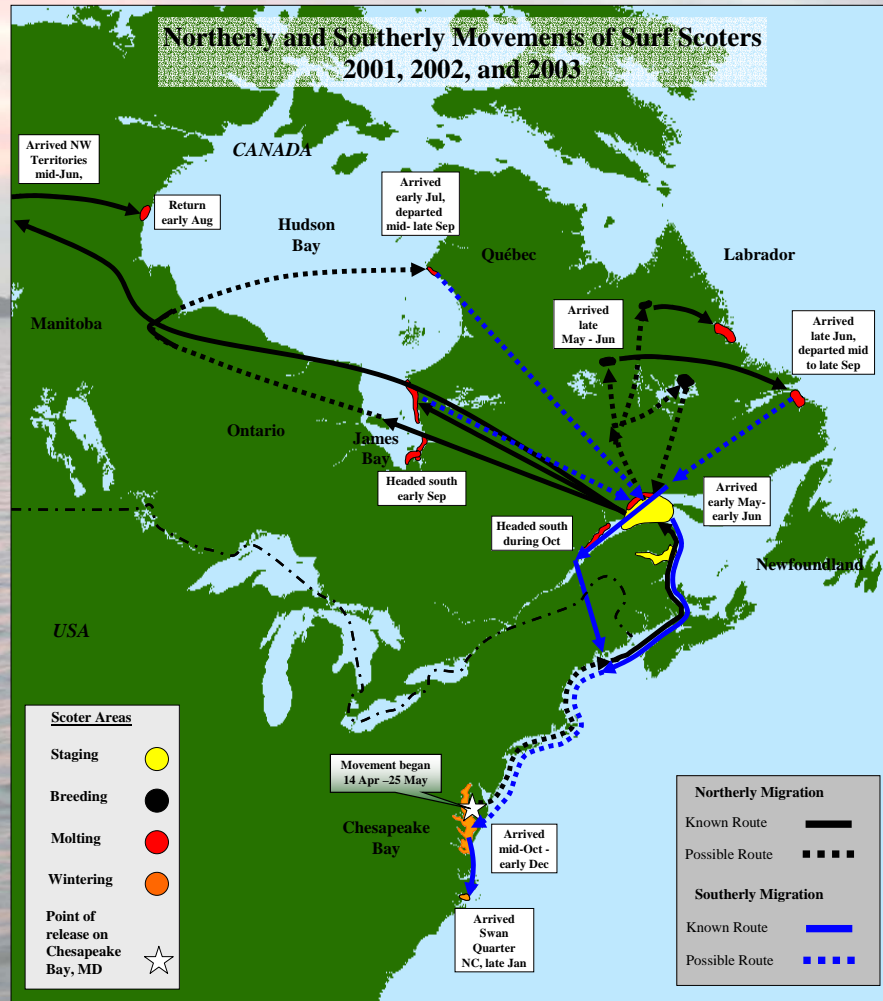 Northerly and Southerly Movements of Surf Scoters
2001, 2002, and 2003
Arrived NW
Territories
mid-Jun,
CANADA
Return
early Aug
Hudson
Bay
Arrived
early Jul,
departed
mid- late Sep
Québec
Labrador
Manitoba
Arrived
late
May - Jun
Arrived
late Jun,
departed mid
to late Sep
Ontario
James
Bay
Headed south
early Sep
Headed south
during Oct
Arrived
early May-
early Jun
Newfoundland
USA
Movement began
14 Apr –25 May
Chesapeake
Bay
Arrived
mid-Oct -
early Dec
Arrived
Swan
Quarter
NC, late Jan
Scoter Areas
Staging
Breeding
Molting
Wintering
Point of
release on
Chesapeake
Bay, MD
Northerly Migration
Known Route
Possible Route
Southerly Migration
Known Route
Possible Route